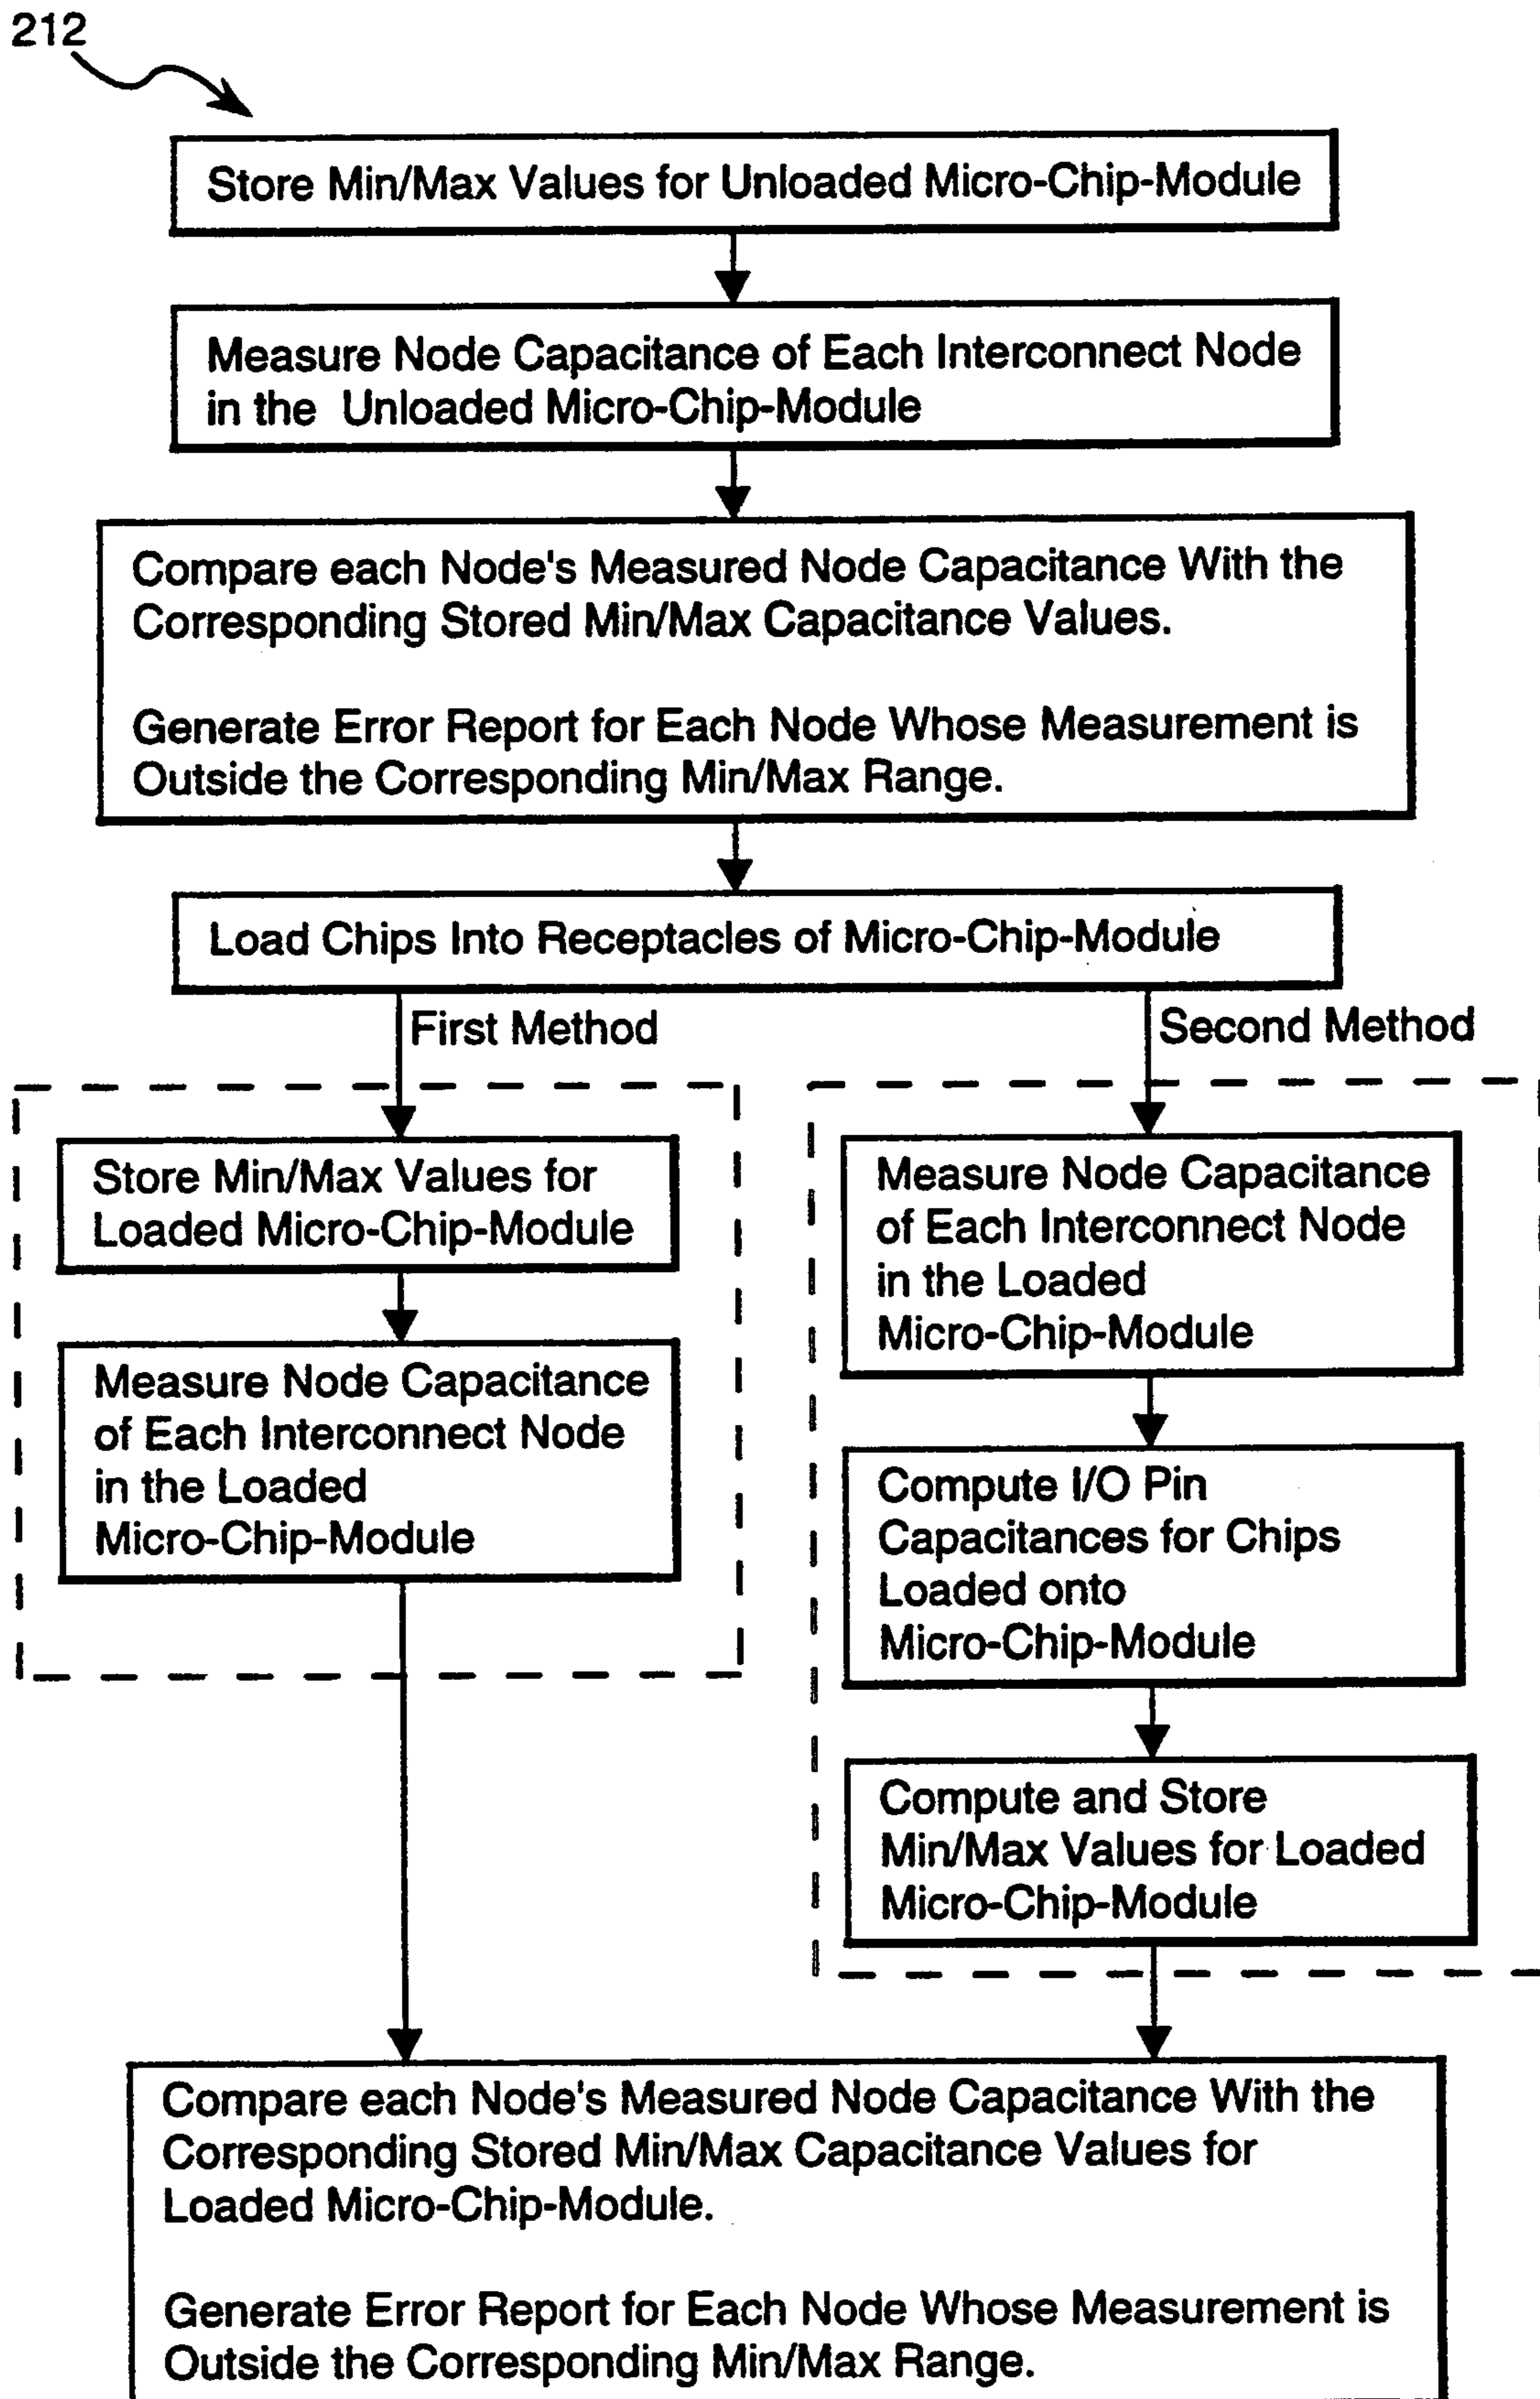 212
Store Min/Max Values for Unloaded Micro-Chip-Module
Measure Node Capacitance of Each Interconnect Node
in the Unloaded Micro-Chip-Module
Compare each Node's Measured Node Capacitance With the
Corresponding Stored Min/Max Capacitance Values.
Generate Error Report for Each Node Whose Measurement is
Outside the Corresponding Min/Max Range.
Load Chips Into Receptacles of Micro-Chip-Module
First Method
Store Min/Max Values for
Loaded Micro-Chip-Module
Measure Node Capacitance
of Each Interconnect Node
in the Loaded
Micro-Chip-Module
Second Method
Measure Node Capacitance
of Each Interconnect Node
in the Loaded
Micro-Chip-Module
Compute I/O Pin
Capacitances for Chips
Loaded onto
Micro-Chip-Module
Compute and Store
Min/Max Values for Loaded
Micro-Chip-Module
Compare each Node's Measured Node Capacitance With the
Corresponding Stored Min/Max Capacitance Values for
Loaded Micro-Chip-Module.
Generate Error Report for Each Node Whose Measurement is
Outside the Corresponding Min/Max Range.